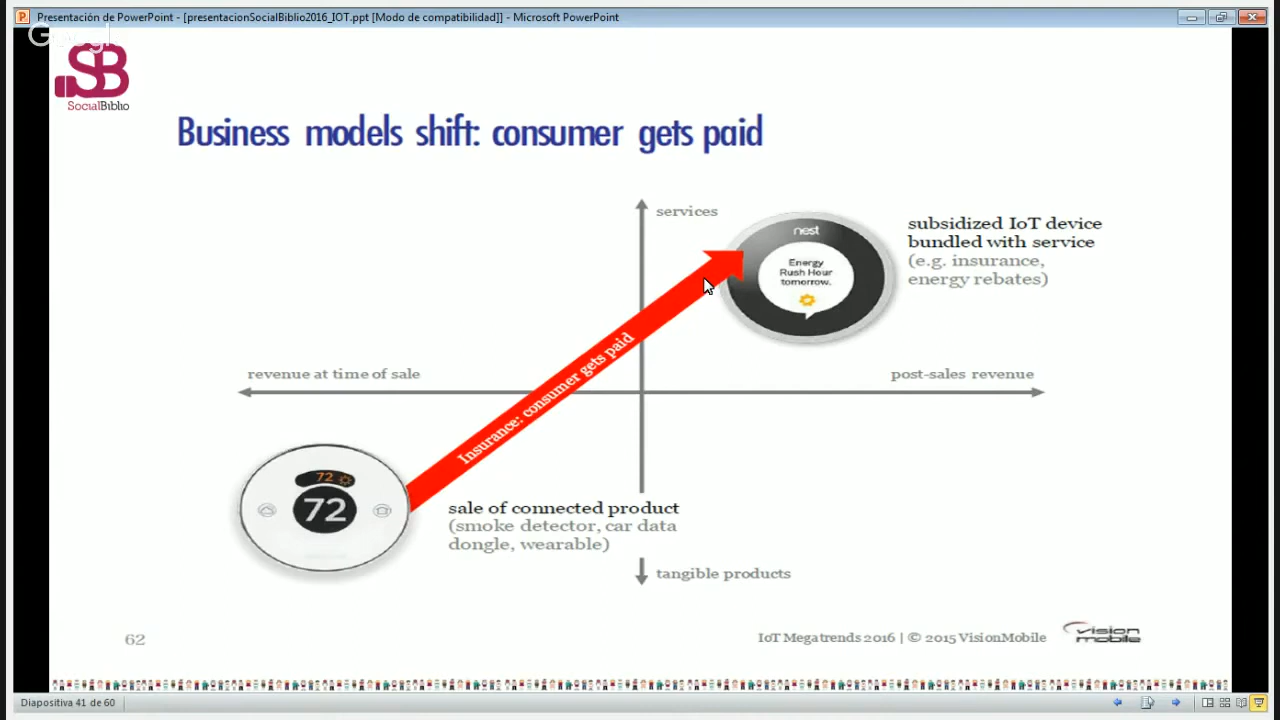 Presentación de PowerPoint - [presentacionSocialBiblio2016_IOT.ppt [Modo de compatibilidad]] - Microsoft PowerPoint
SB
SocialBiblio
Business models shift: consumer gets paid
services
nest
Energy
Rush Hour
tomorrow.
subsidized IoT device
bundled with service
(e.g. insurance,
energy rebates)
Insurance: consumer gets paid
revenue at time of sale
post-sales revenue
72
72
sale of connected product
(smoke detector, car data
dongle, wearable)
tangible products
62
IoT Megatrends 2016 | © 2015 VisionMobile
vision
mobile
Diapositiva 41 de 60